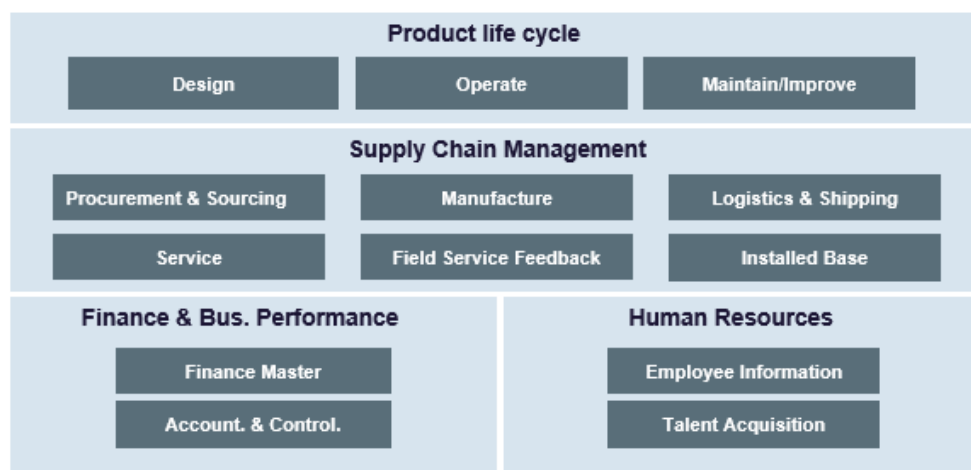 Product life cycle
Design
Operate
Maintain/Improve
Supply Chain Management
Procurement & Sourcing
Manufacture
Logistics & Shipping
Service
Field Service Feedback
Installed Base
Finance & Bus. Performance
Finance Master
Account. & Control.
Human Resources
Employee Information
Talent Acquisition